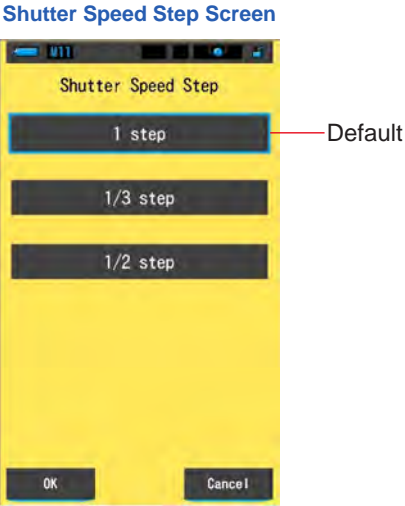 Shutter Speed Step Screen
M11
Shutter Speed Step
1 step
Default
1/3 step
1/2 step
OK
Cancel